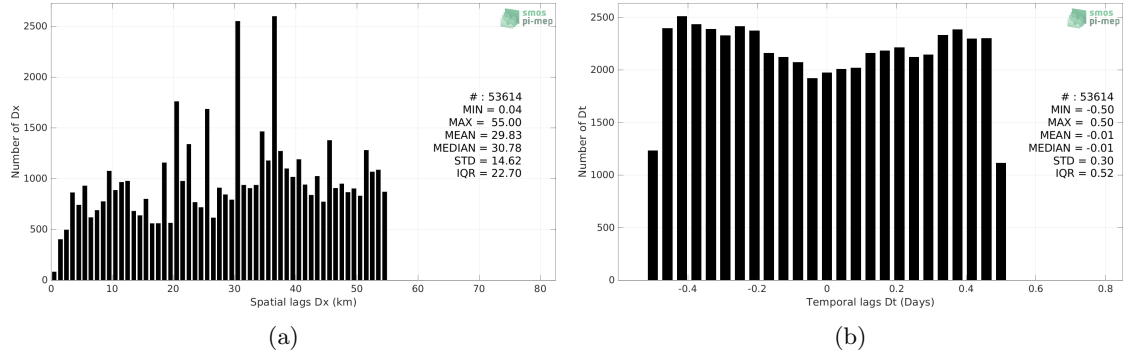 smos
pi-mep
2500
2000
1500
1000
500
0
Number of Dx
# : 53614
MIN = 0.04
MAX = 55.00
MEAN = 29.83
MEDIAN = 30.78
STD = 14.62
IQR = 22.70
0 10 20 30 40 50 60 70 80
Spatial lags Dx (km)
(a)
smos
pi-mep
2500
2000
1500
1000
500
0
Number of Dt
# : 53614
MIN = -0.50
MAX = 0.50
MEAN = -0.01
MEDIAN = -0.01
STD = 0.30
IQR = 0.52
-0.4 -0.2 0 0.2 0.4 0.6 0.8
Temporal lags Dt (Days)
(b)